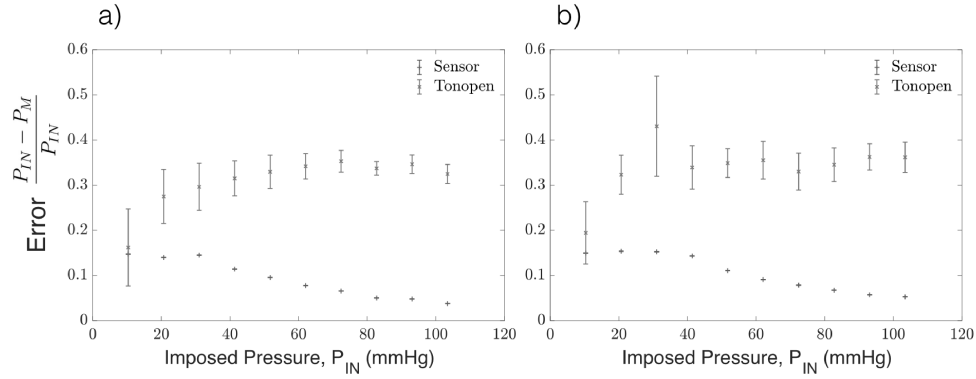 a)
b)
Error (P_IN − P_M) / P_IN
0.6
0.5
0.4
0.3
0.2
0.1
0
Sensor
Tonopen
0 20 40 60 80 100 120
Imposed Pressure, P_IN (mmHg)
0.6
0.5
0.4
0.3
0.2
0.1
0
Sensor
Tonopen
0 20 40 60 80 100 120
Imposed Pressure, P_IN (mmHg)